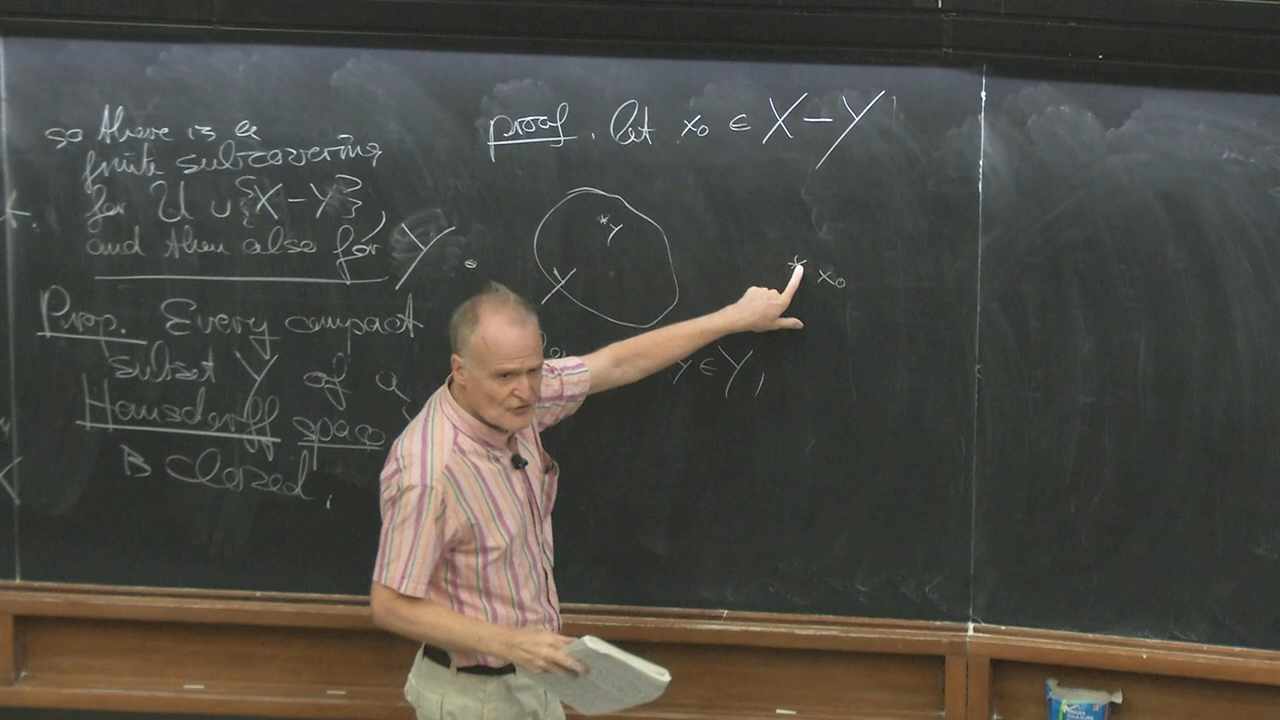 so there is a
finite subcovering
for U ∪ {X - Y}
and then also for Y.
Prop. Every compact
subset Y of a
Hausdorff space
is closed.
proof. Let x₀ ∈ X - Y
* y
Y
* x₀
y ∈ Y,